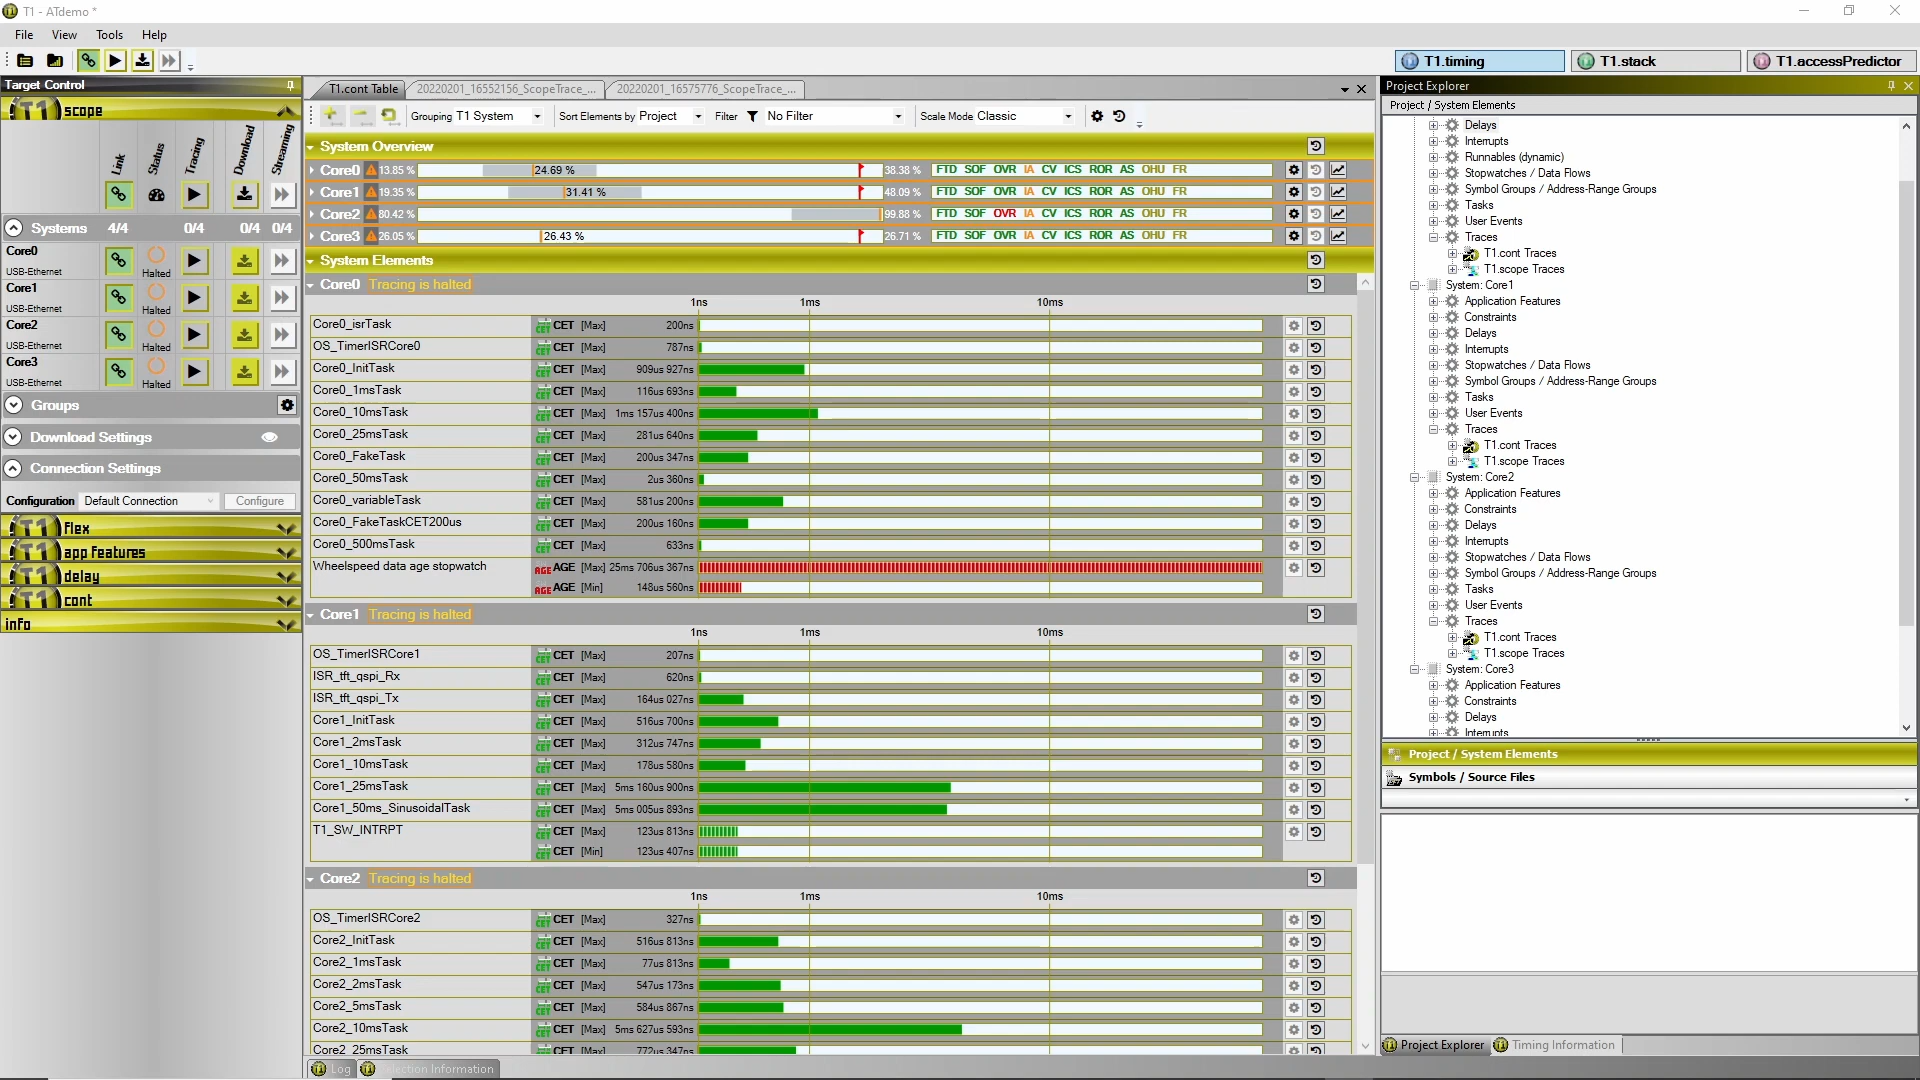 T1 - ATdemo *
File View Tools Help
T1.timing T1.stack T1.accessPredictor
Target Control
T1 scope
Link Status Tracing Download Streaming
Systems 4/4 0/4 0/4 0/4
Core0
USB-Ethernet Halted
Core1
USB-Ethernet Halted
Core2
USB-Ethernet Halted
Core3
USB-Ethernet Halted
Groups
Download Settings
Connection Settings
Configuration Default Connection Configure
T1 flex
T1 app features
T1 delay
T1 cont
info
T1.cont Table 20220201_16552156_ScopeTrace_... 20220201_16575776_ScopeTrace_...
Grouping T1 System Sort Elements by Project Filter No Filter Scale Mode Classic
System Overview
Core0 13.85 % 24.69 % 38.38 % FTD SOF OVR IA CV ICS ROR AS OHU FR
Core1 19.35 % 31.41 % 48.09 % FTD SOF OVR IA CV ICS ROR AS OHU FR
Core2 80.42 % 99.88 % FTD SOF OVR IA CV ICS ROR AS OHU FR
Core3 26.05 % 26.43 % 26.71 % FTD SOF OVR IA CV ICS ROR AS OHU FR
System Elements
Core0 Tracing is halted
1ns 1ms 10ms
Core0_isrTask CET [Max] 200ns
OS_TimerISRCore0 CET [Max] 787ns
Core0_InitTask CET [Max] 909us 927ns
Core0_1msTask CET [Max] 116us 693ns
Core0_10msTask CET [Max] 1ms 157us 400ns
Core0_25msTask CET [Max] 281us 640ns
Core0_FakeTask CET [Max] 200us 347ns
Core0_50msTask CET [Max] 2us 360ns
Core0_variableTask CET [Max] 581us 200ns
Core0_FakeTaskCET200us CET [Max] 200us 160ns
Core0_500msTask CET [Max] 633ns
Wheelspeed data age stopwatch AGE [Max] 25ms 706us 367ns
AGE [Min] 148us 560ns
Core1 Tracing is halted
1ns 1ms 10ms
OS_TimerISRCore1 CET [Max] 207ns
ISR_tft_qspi_Rx CET [Max] 620ns
ISR_tft_qspi_Tx CET [Max] 164us 027ns
Core1_InitTask CET [Max] 516us 700ns
Core1_2msTask CET [Max] 312us 747ns
Core1_10msTask CET [Max] 178us 580ns
Core1_25msTask CET [Max] 5ms 160us 900ns
Core1_50ms_SinusoidalTask CET [Max] 5ms 005us 893ns
T1_SW_INTRPT CET [Max] 123us 813ns
CET [Min] 123us 407ns
Core2 Tracing is halted
1ns 1ms 10ms
OS_TimerISRCore2 CET [Max] 327ns
Core2_InitTask CET [Max] 516us 813ns
Core2_1msTask CET [Max] 77us 813ns
Core2_2msTask CET [Max] 547us 173ns
Core2_5msTask CET [Max] 584us 867ns
Core2_10msTask CET [Max] 5ms 627us 593ns
Core2_25msTask CET [Max] 772us 347ns
Log Information
Project Explorer
Project / System Elements
Delays
Interrupts
Runnables (dynamic)
Stopwatches / Data Flows
Symbol Groups / Address-Range Groups
Tasks
User Events
Traces
T1.cont Traces
T1.scope Traces
System: Core1
Application Features
Constraints
Delays
Interrupts
Stopwatches / Data Flows
Symbol Groups / Address-Range Groups
Tasks
User Events
Traces
T1.cont Traces
T1.scope Traces
System: Core2
Application Features
Constraints
Delays
Interrupts
Stopwatches / Data Flows
Symbol Groups / Address-Range Groups
Tasks
User Events
Traces
T1.cont Traces
T1.scope Traces
System: Core3
Application Features
Constraints
Delays
Interrupts
Project / System Elements
Symbols / Source Files
Project Explorer Timing Information